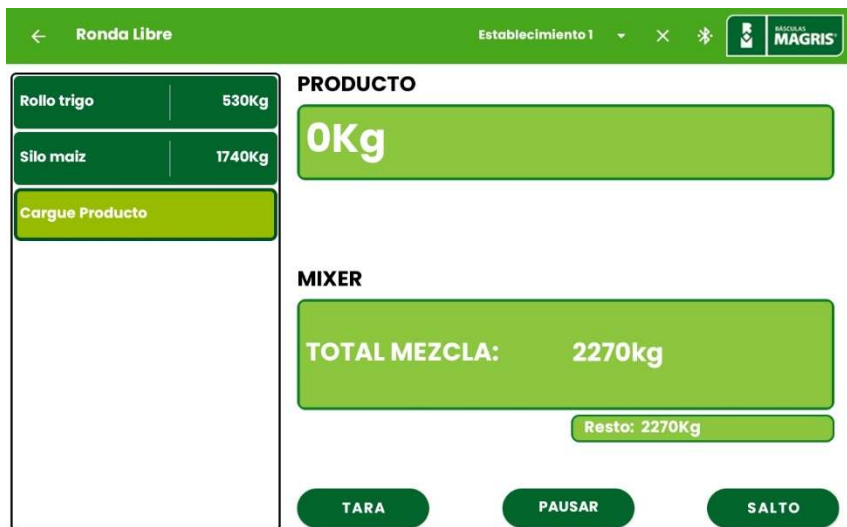 Ronda Libre
Establecimiento 1
BÁSCULAS
MAGRIS
Rollo trigo 530Kg
Silo maiz 1740Kg
Cargue Producto
PRODUCTO
0Kg
MIXER
TOTAL MEZCLA: 2270kg
Resto: 2270Kg
TARA
PAUSAR
SALTO